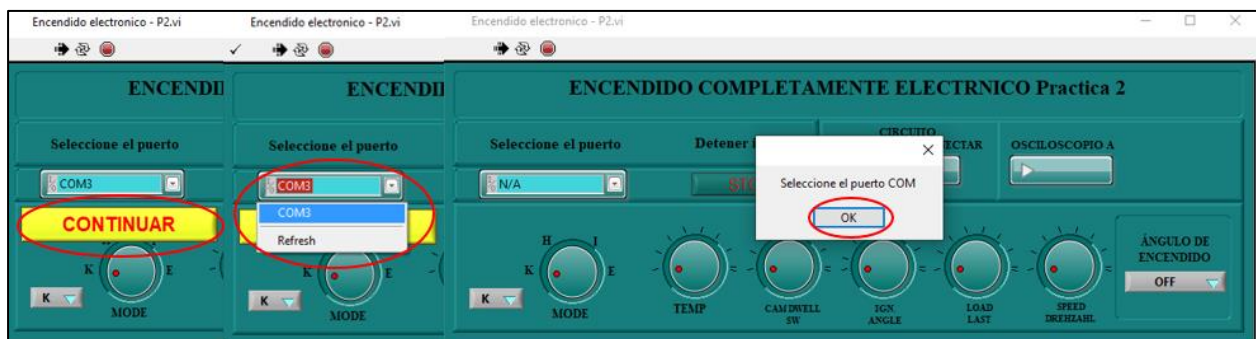 Encendido electronico - P2.vi
ENCENDI
Seleccione el puerto
COM3
CONTINUAR
K E
K
MODE
Encendido electronico - P2.vi
ENCENDI
Seleccione el puerto
COM3
COM3
Refresh
K E
K
MODE
Encendido electronico - P2.vi
ENCENDIDO COMPLETAMENTE ELECTRNICO Practica 2
Seleccione el puerto
Detener
CIRCUITO
ECTAR
OSCILOSCOPIO A
N/A
STO
Seleccione el puerto COM
OK
H I
K E
K
MODE
TEMP
CAM DWELL
SW
IGN
ANGLE
LOAD
LAST
SPEED
DREHZAHL
ÁNGULO DE
ENCENDIDO
OFF